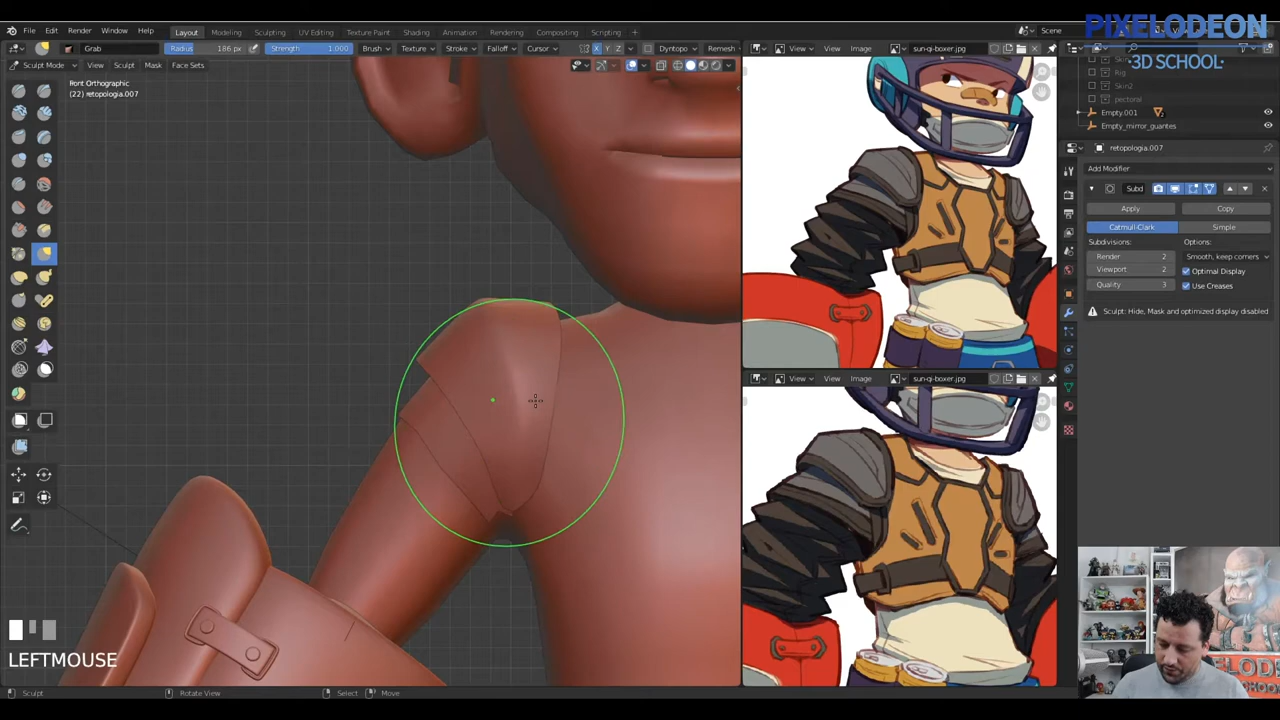 File Edit Render Window Help Layout Modeling Sculpting UV Editing Texture Paint Shading Animation Rendering Compositing Scripting Scene
PIXELODEON
·3D SCHOOL·
Grab Radius 186 px Strength 1.000 Brush Texture Stroke Falloff Cursor X Y Z Dyntopo Remesh
View View Image sun-qi-boxer.jpg
Sculpt Mode View Sculpt Mask Face Sets
Front Orthographic
(22) retopologia.007
Rig
Skin2
pectoral
Empty.001
Empty_mirror_guantes
retopologia.007
Add Modifier
Subd
Apply Copy
Catmull-Clark Simple
Subdivisions: Options:
Render 2 Smooth, keep corners
Viewport 2 Optimal Display
Quality 3 Use Creases
Sculpt: Hide, Mask and optimized display disabled
View View Image sun-qi-boxer.jpg
LEFTMOUSE
Sculpt Rotate View Select Move